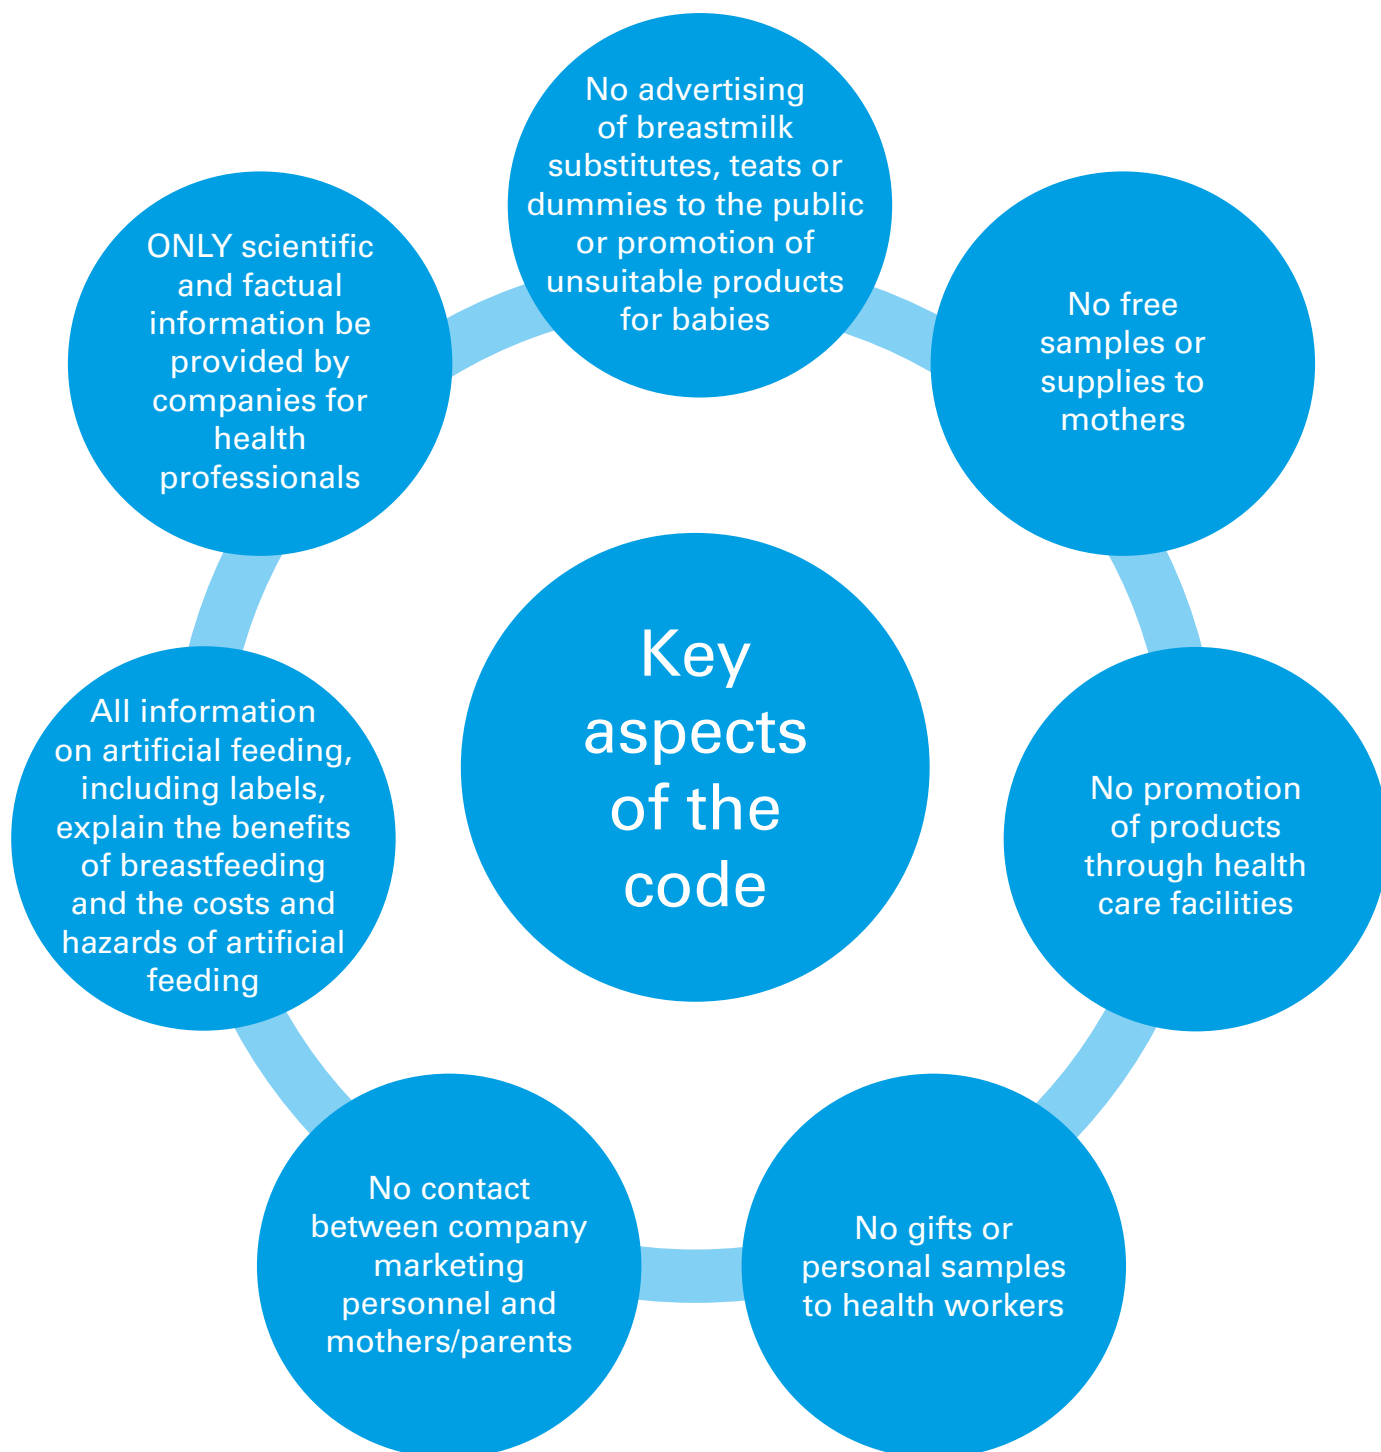 No advertising
of breastmilk
substitutes, teats or
dummies to the public
or promotion of
unsuitable products
for babies
No free
samples or
supplies to
mothers
No promotion
of products
through health
care facilities
No gifts or
personal samples
to health workers
No contact
between company
marketing
personnel and
mothers/parents
All information
on artificial feeding,
including labels,
explain the benefits
of breastfeeding
and the costs and
hazards of artificial
feeding
ONLY scientific
and factual
information be
provided by
companies for
health
professionals
Key
aspects
of the
code